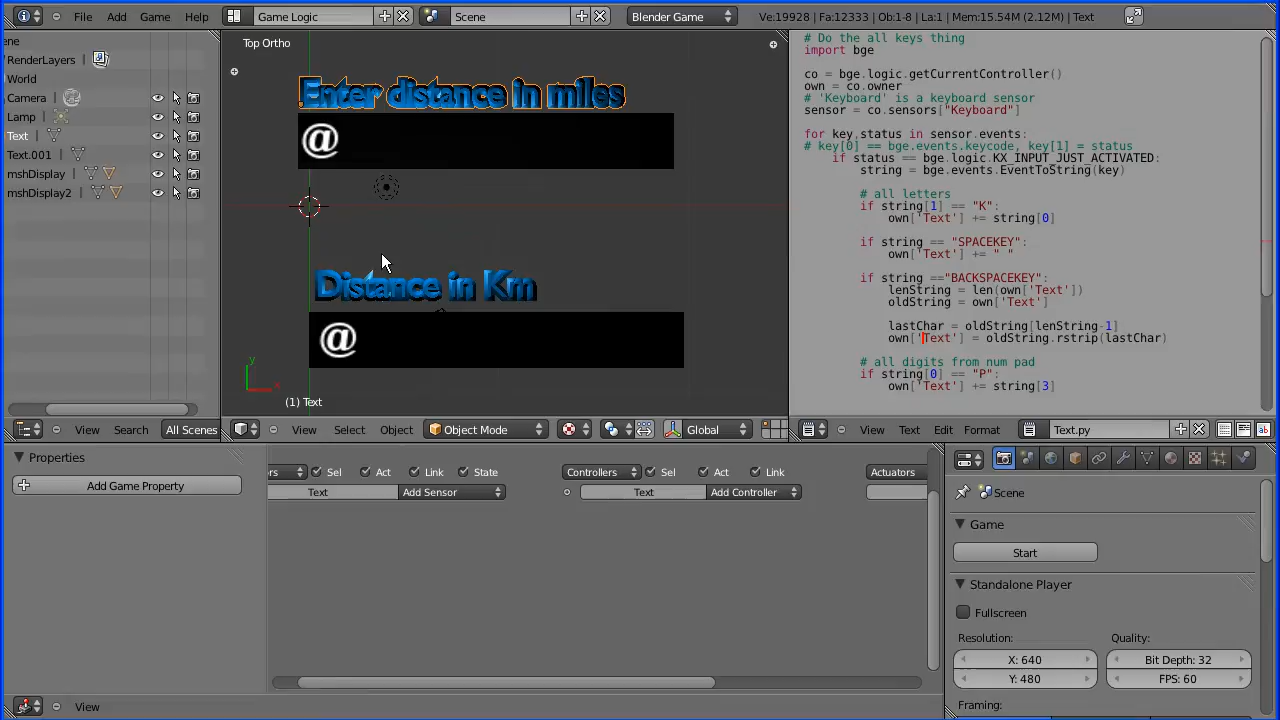 File Add Game Help Game Logic Scene Blender Game Ve:19928 | Fa:12333 | Ob:1-8 | La:1 | Mem:15.54M (2.12M) | Text
ene
RenderLayers |
World
Camera |
Lamp |
Text |
Text.001 |
mshDisplay |
mshDisplay2 |
View Search All Scenes
Top Ortho
Enter distance in miles
@
Distance in Km
@
y
x
(1) Text
View Select Object Object Mode Global
# Do the all keys thing
import bge
co = bge.logic.getCurrentController()
own = co.owner
# 'Keyboard' is a keyboard sensor
sensor = co.sensors["Keyboard"]
for key,status in sensor.events:
# key[0] == bge.events.keycode, key[1] = status
if status == bge.logic.KX_INPUT_JUST_ACTIVATED:
string = bge.events.EventToString(key)
# all letters
if string[1] == "K":
own['Text'] += string[0]
if string == "SPACEKEY":
own['Text'] += " "
if string =="BACKSPACEKEY":
lenString = len(own['Text'])
oldString = own['Text']
lastChar = oldString[lenString-1]
own['Text'] = oldString.rstrip(lastChar)
# all digits from num pad
if string[0] == "P":
own['Text'] += string[3]
View Text Edit Format Text.py
Properties
Add Game Property
rs Sel Act Link State Controllers Sel Act Link Actuators
Text Add Sensor Text Add Controller
View
Scene
Game
Start
Standalone Player
Fullscreen
Resolution: Quality:
X: 640 Bit Depth: 32
Y: 480 FPS: 60
Framing: